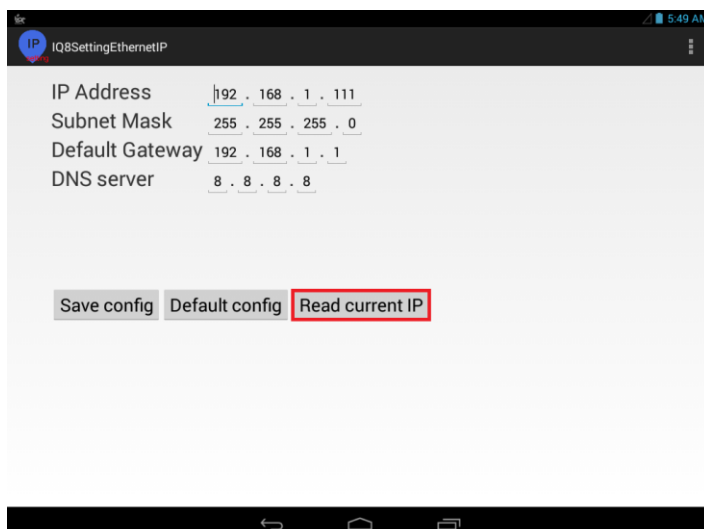 5:49 AM
IP
IQ8SettingEthernetIP
IP Address 192 . 168 . 1 . 111
Subnet Mask 255 . 255 . 255 . 0
Default Gateway 192 . 168 . 1 . 1
DNS server 8 . 8 . 8 . 8
Save config Default config Read current IP